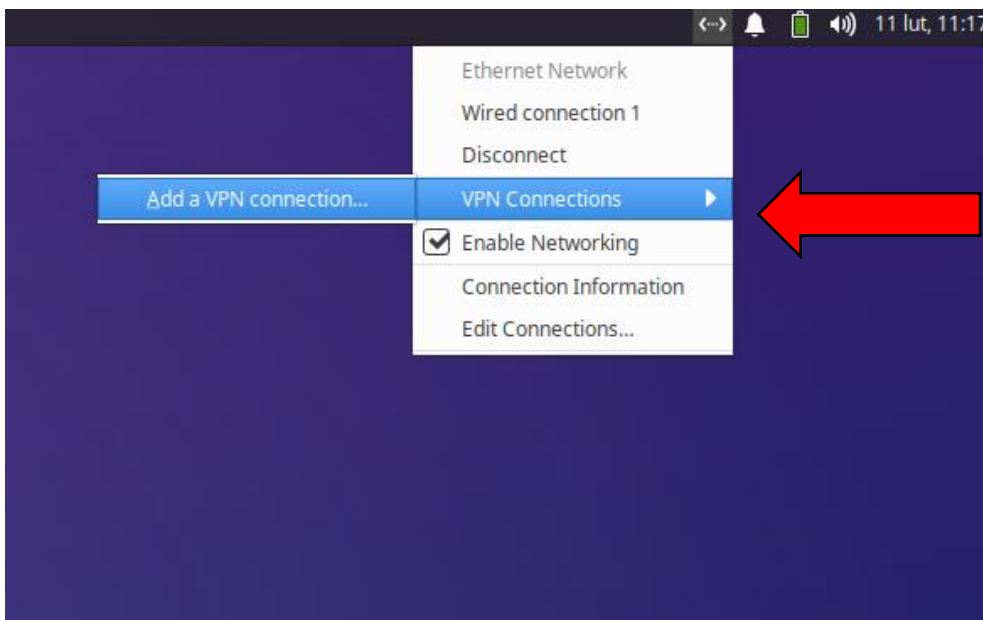 11 lut, 11:17
Ethernet Network
Wired connection 1
Disconnect
Add a VPN connection...
VPN Connections
Enable Networking
Connection Information
Edit Connections...